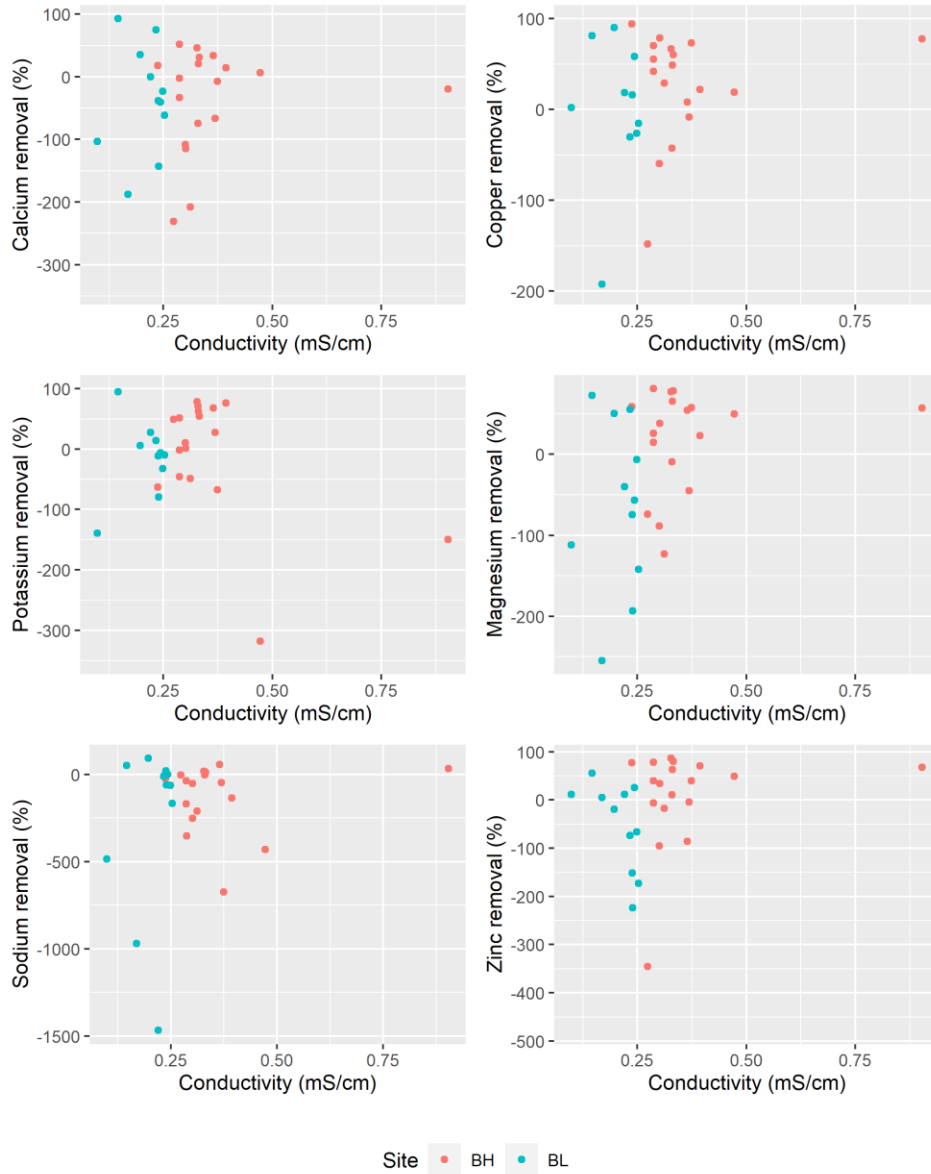 100
0
-100
-200
-300
Calcium removal (%)
0.25 0.50 0.75
Conductivity (mS/cm)
100
0
-100
-200
Copper removal (%)
0.25 0.50 0.75
Conductivity (mS/cm)
100
0
-100
-200
-300
Potassium removal (%)
0.25 0.50 0.75
Conductivity (mS/cm)
0
-100
-200
Magnesium removal (%)
0.25 0.50 0.75
Conductivity (mS/cm)
0
-500
-1000
-1500
Sodium removal (%)
0.25 0.50 0.75
Conductivity (mS/cm)
100
0
-100
-200
-300
-400
-500
Zinc removal (%)
0.25 0.50 0.75
Conductivity (mS/cm)
Site BH BL